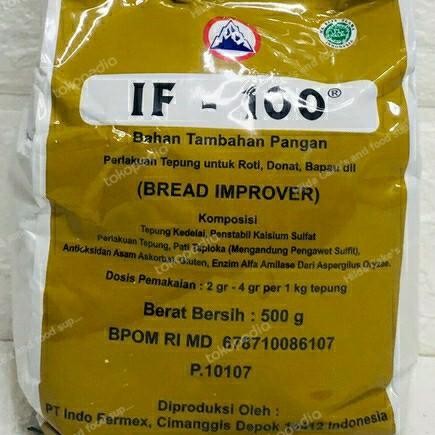 IF - 100®
Bahan Tambahan Pangan
Perlakuan Tepung untuk Roti, Donat, Bapau dll
(BREAD IMPROVER)
Komposisi
Tepung Kedelai, Penstabil Kalsium Sulfat
Perlakuan Tepung, Pati Tapioka (Mengandung Pengawet Sulfit),
Antioksidan Asam Askorbat, Gluten, Enzim Alfa Amilase Dari Aspergilus Oryzae.
Dosis Pemakaian : 2 gr - 4 gr per 1 kg tepung
Berat Bersih : 500 g
BPOM RI MD 678710086107
P.10107
Diproduksi Oleh :
PT Indo Fermex, Cimanggis Depok Indonesia
tokopedia